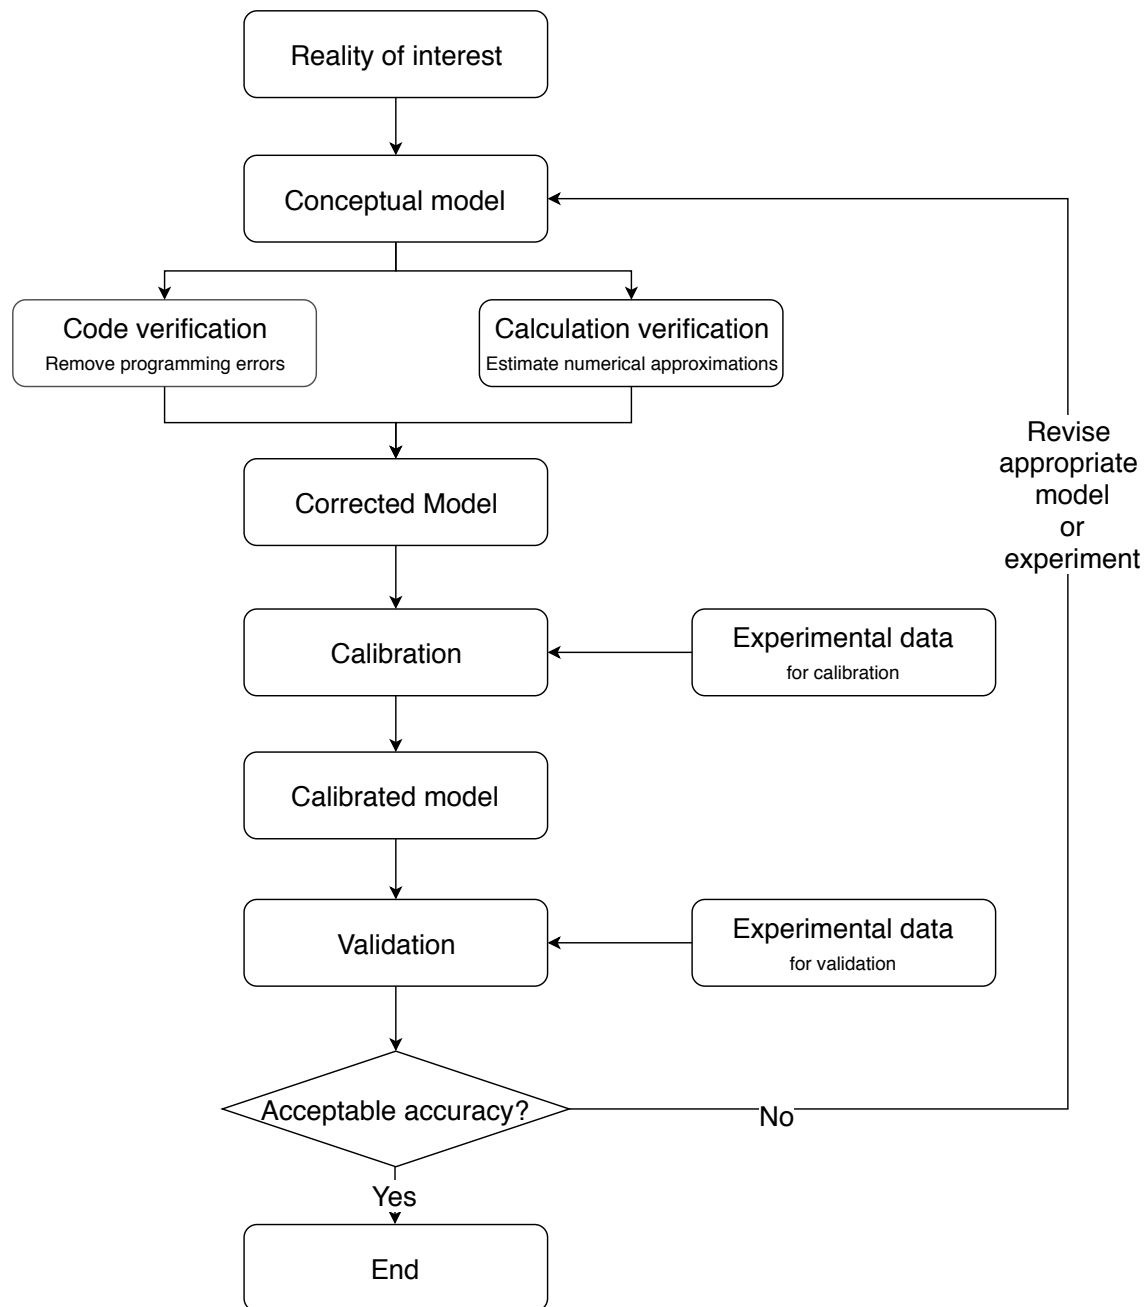 Reality of interest
Conceptual model
Code verification
Remove programming errors
Calculation verification
Estimate numerical approximations
Corrected Model
Revise
appropriate
model
or
experiment
Calibration
Experimental data
for calibration
Calibrated model
Validation
Experimental data
for validation
Acceptable accuracy?
No
Yes
End